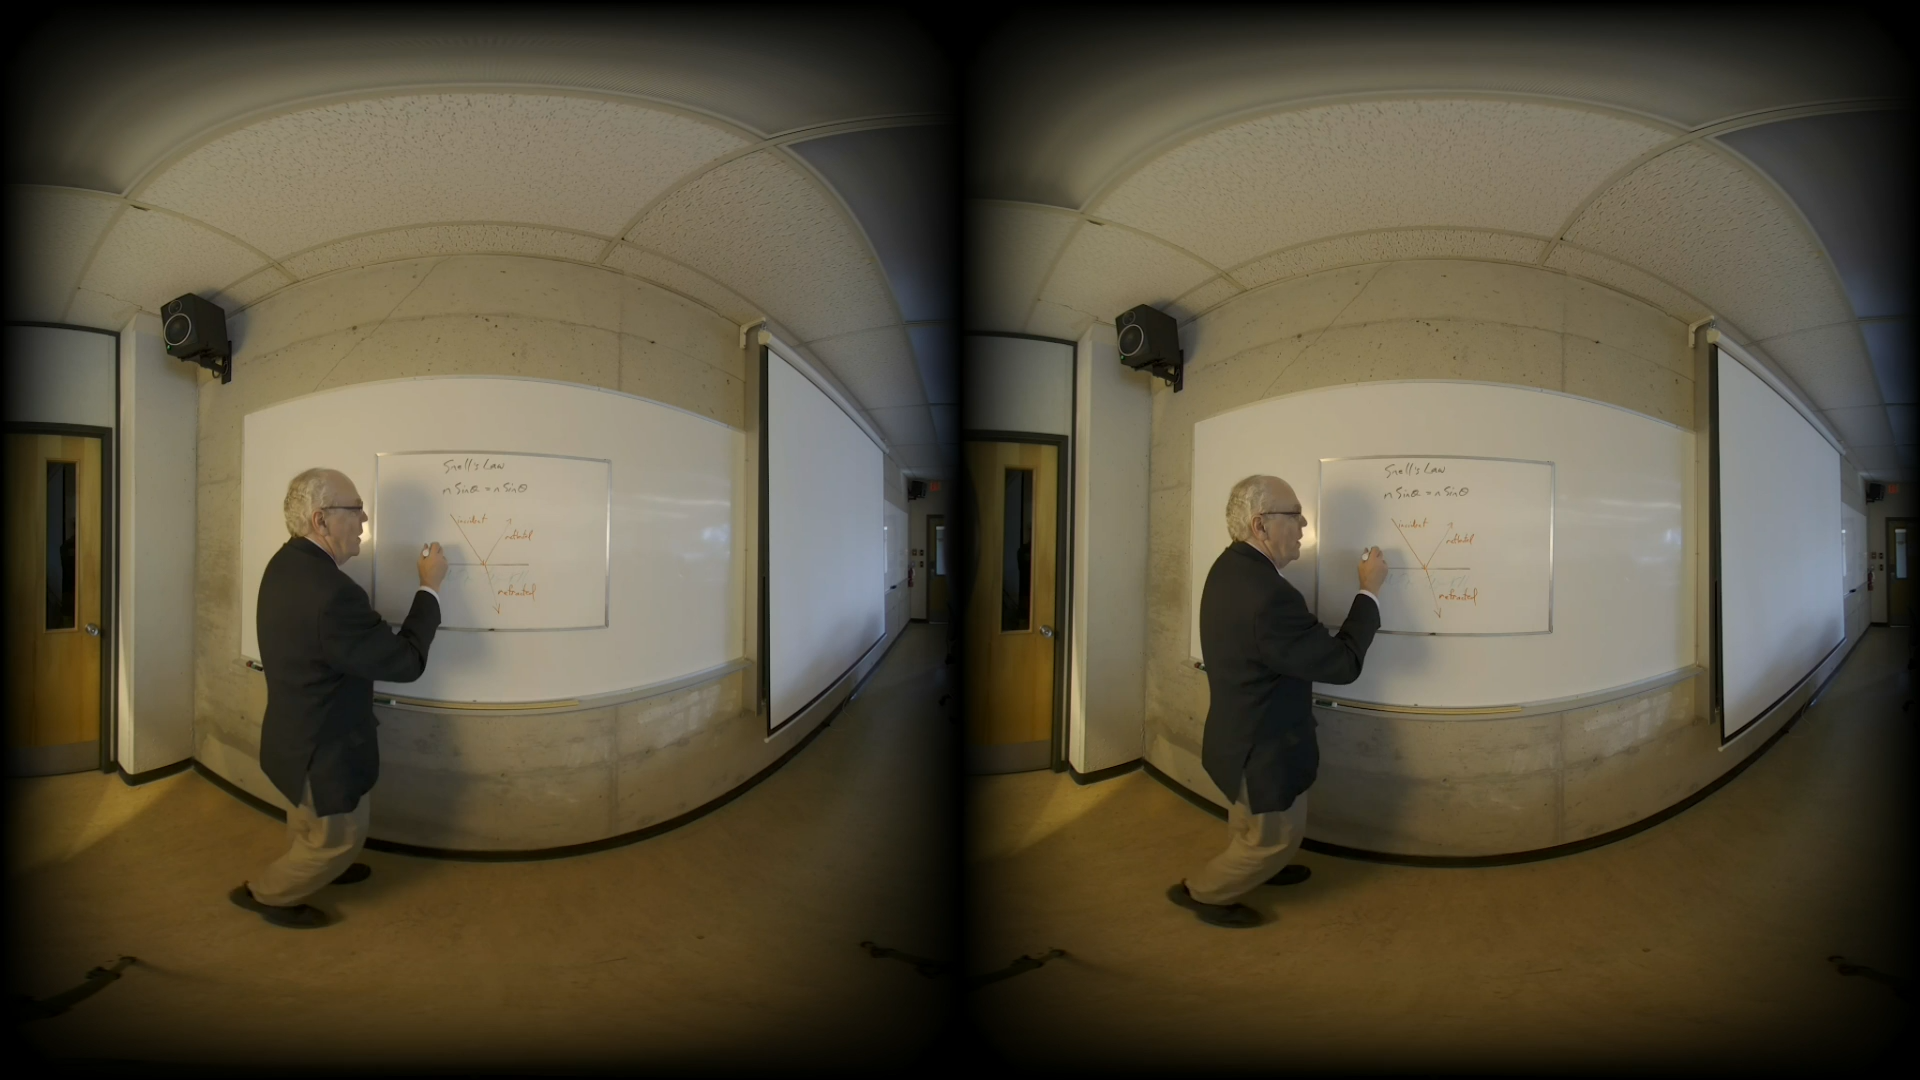 Snell's Law
n Sinθ = n Sinθ
incident
reflected
refracted